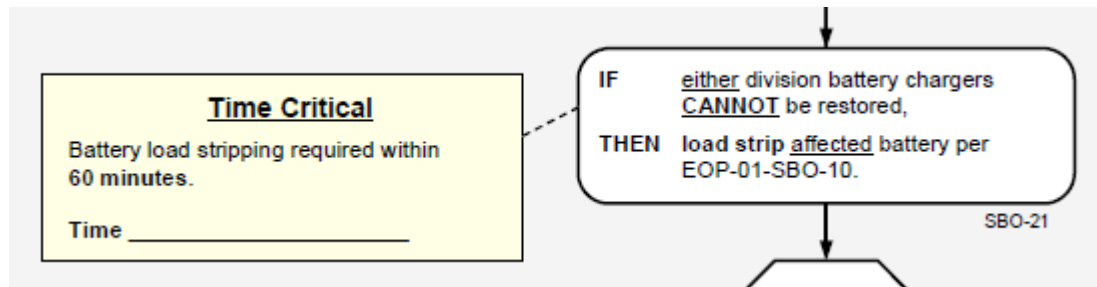 Time Critical
Battery load stripping required within
60 minutes.
Time ____________________
IF either division battery chargers
CANNOT be restored,
THEN load strip affected battery per
EOP-01-SBO-10.
SBO-21